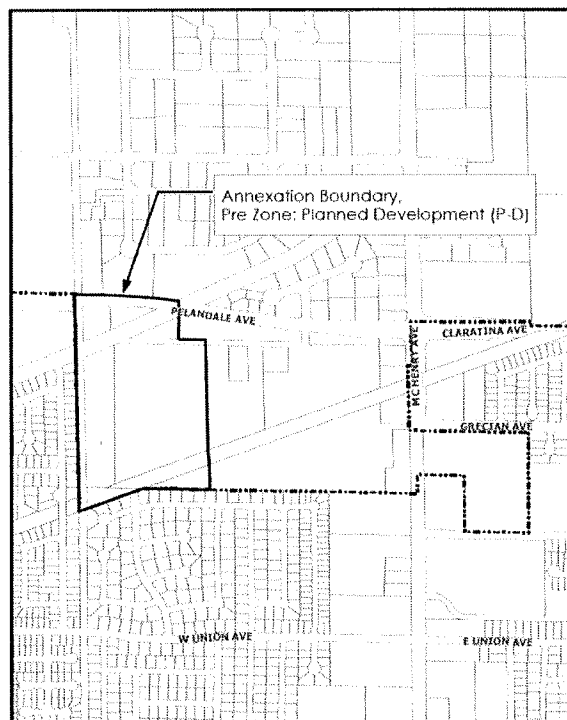 Annexation Boundary,
Pre Zone: Planned Development (P-D)
PELANDALE AVE
CLARATINA AVE
MC HENRY AVE
GRECIAN AVE
W UNION AVE
E UNION AVE